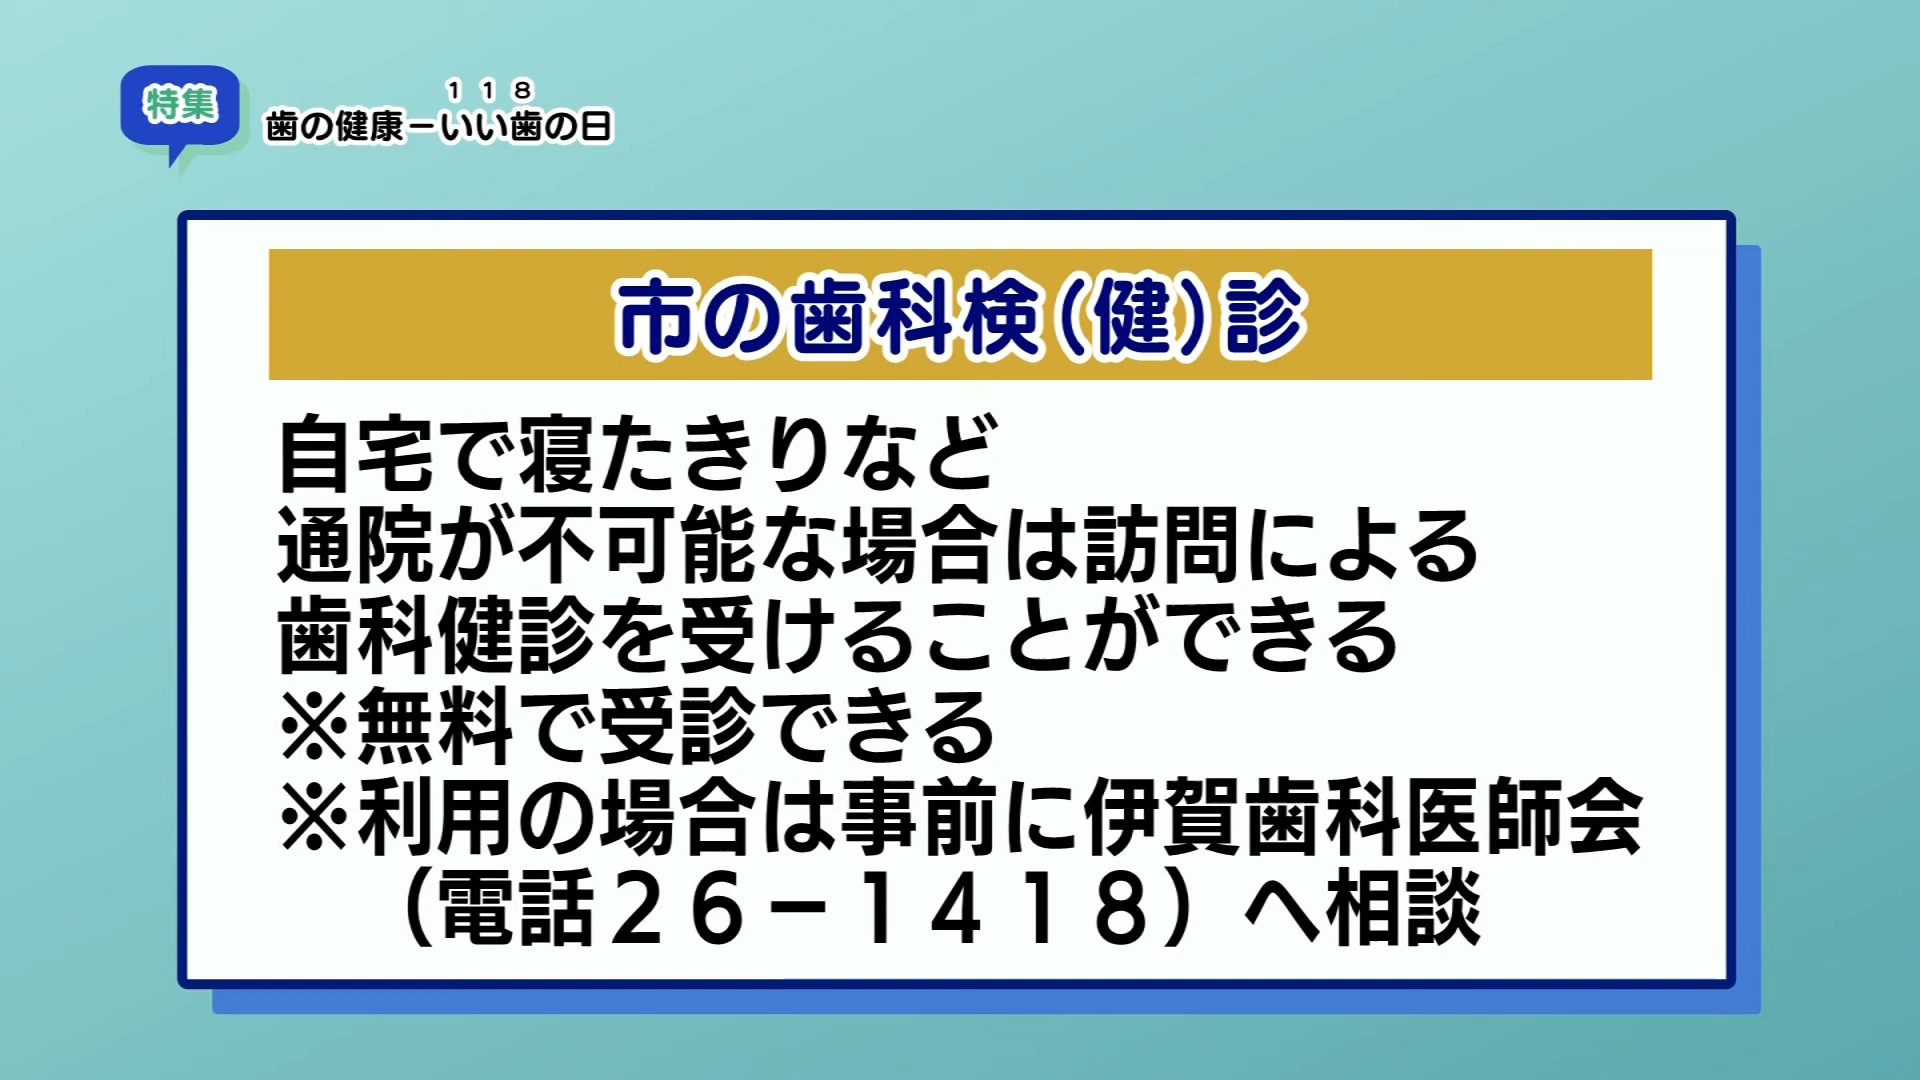 特集
１１８
歯の健康－いい歯の日
市の歯科検（健）診
自宅で寝たきりなど
通院が不可能な場合は訪問による
歯科健診を受けることができる
※無料で受診できる
※利用の場合は事前に伊賀歯科医師会
（電話２６－１４１８）へ相談